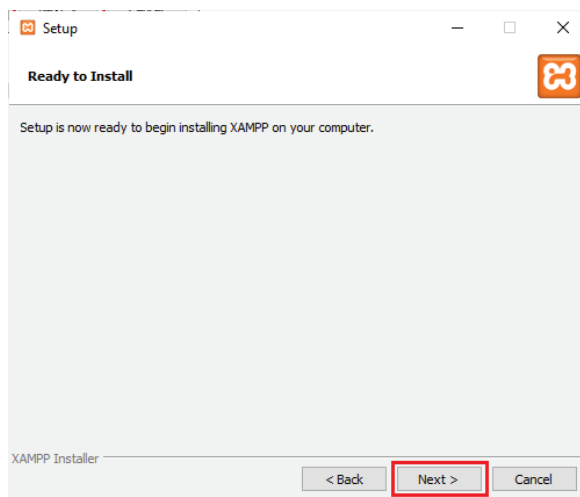 Setup
Ready to Install
Setup is now ready to begin installing XAMPP on your computer.
XAMPP Installer
< Back
Next >
Cancel